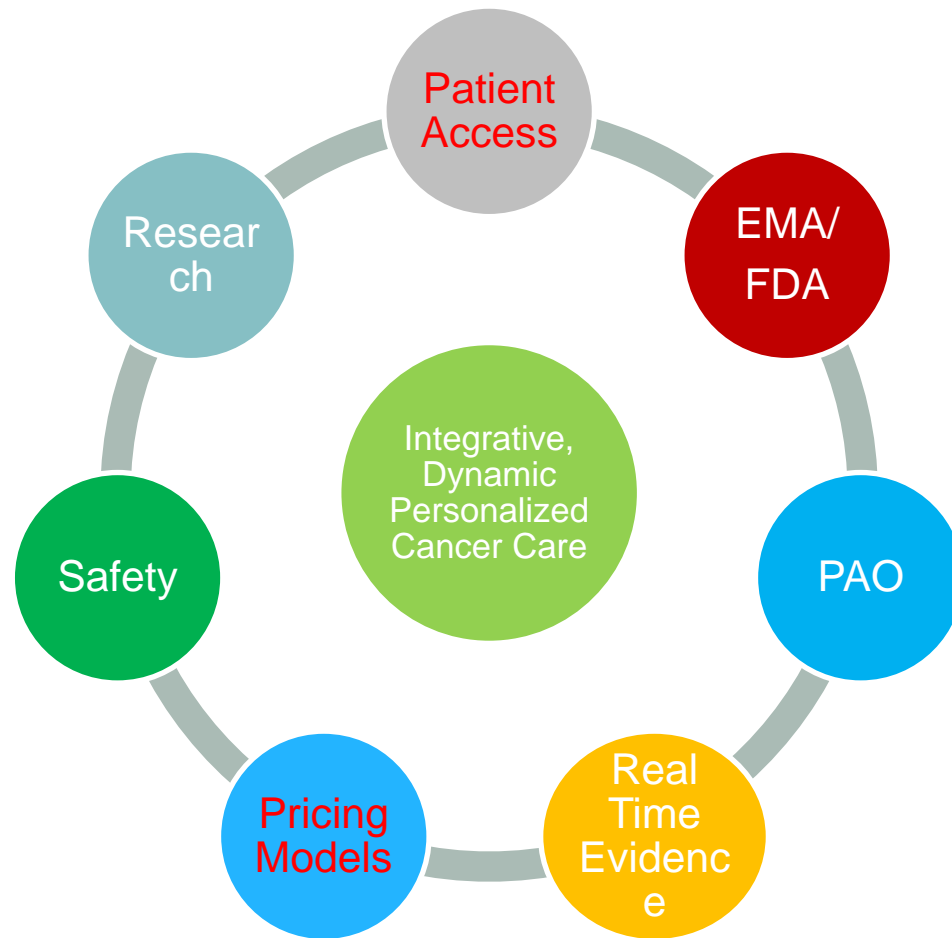 Patient
Access
EMA/
FDA
PAO
Real
Time
Evidenc
e
Pricing
Models
Safety
Resear
ch
Integrative,
Dynamic
Personalized
Cancer Care